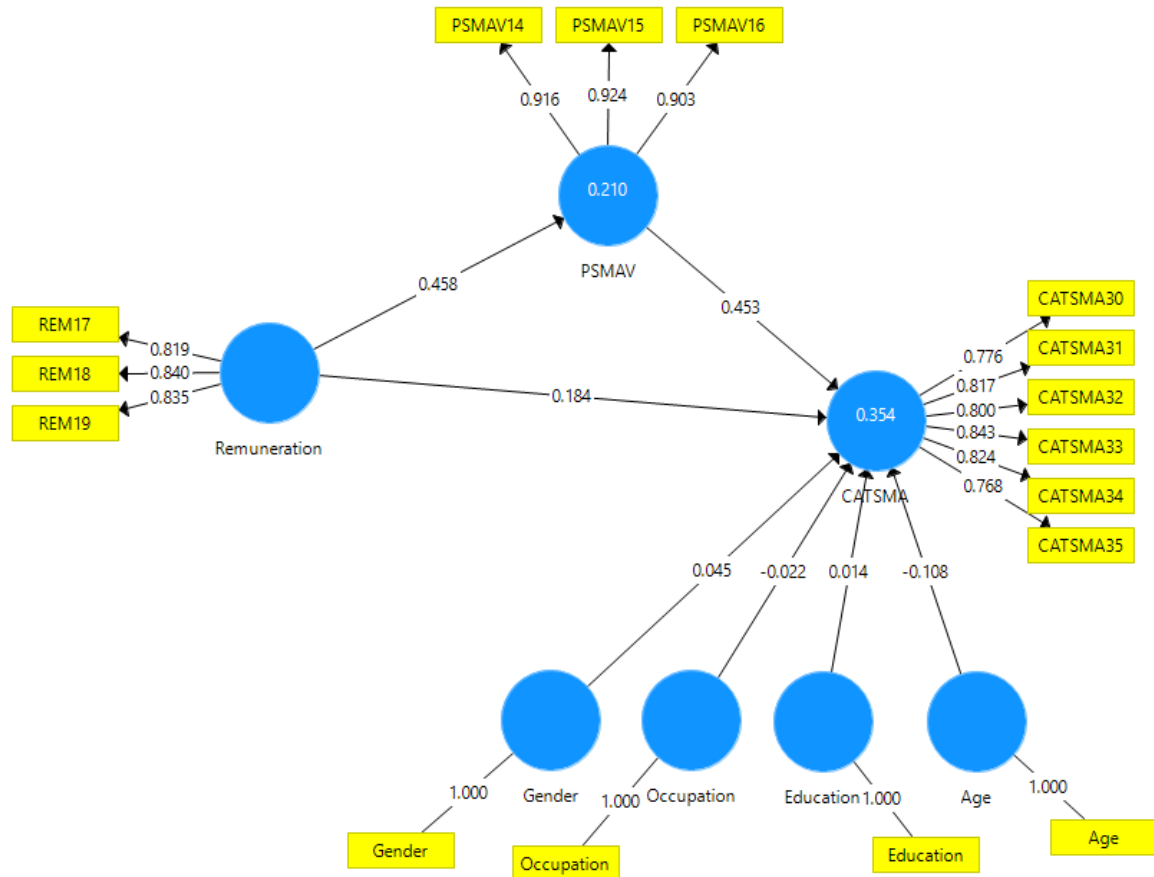 PSMAV14 PSMAV15 PSMAV16
0.916 0.924 0.903
0.210
PSMAV
0.458
0.453
REM17
REM18
REM19
0.819
0.840
0.835
Remuneration
0.184
0.354
CATSMA
CATSMA30
CATSMA31
CATSMA32
CATSMA33
CATSMA34
CATSMA35
0.776
0.817
0.800
0.843
0.824
0.768
0.045 -0.022 0.014 -0.108
Gender Occupation Education Age
1.000 1.000 1.000 1.000
Gender Occupation Education Age